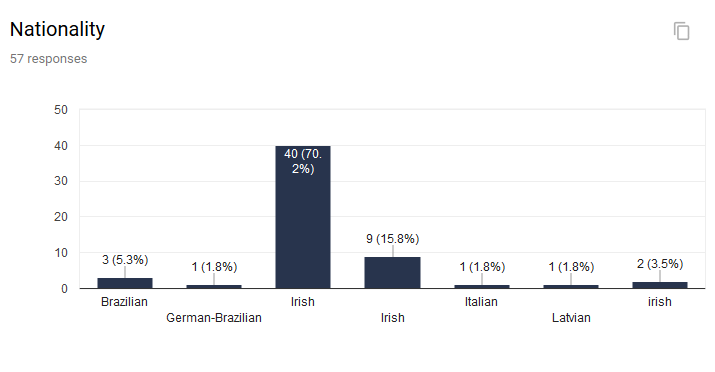 Nationality
57 responses
50
40
30
20
10
0
3 (5.3%)
1 (1.8%)
40 (70.
2%)
9 (15.8%)
1 (1.8%)
1 (1.8%)
2 (3.5%)
Brazilian
German-Brazilian
Irish
Irish
Italian
Latvian
irish